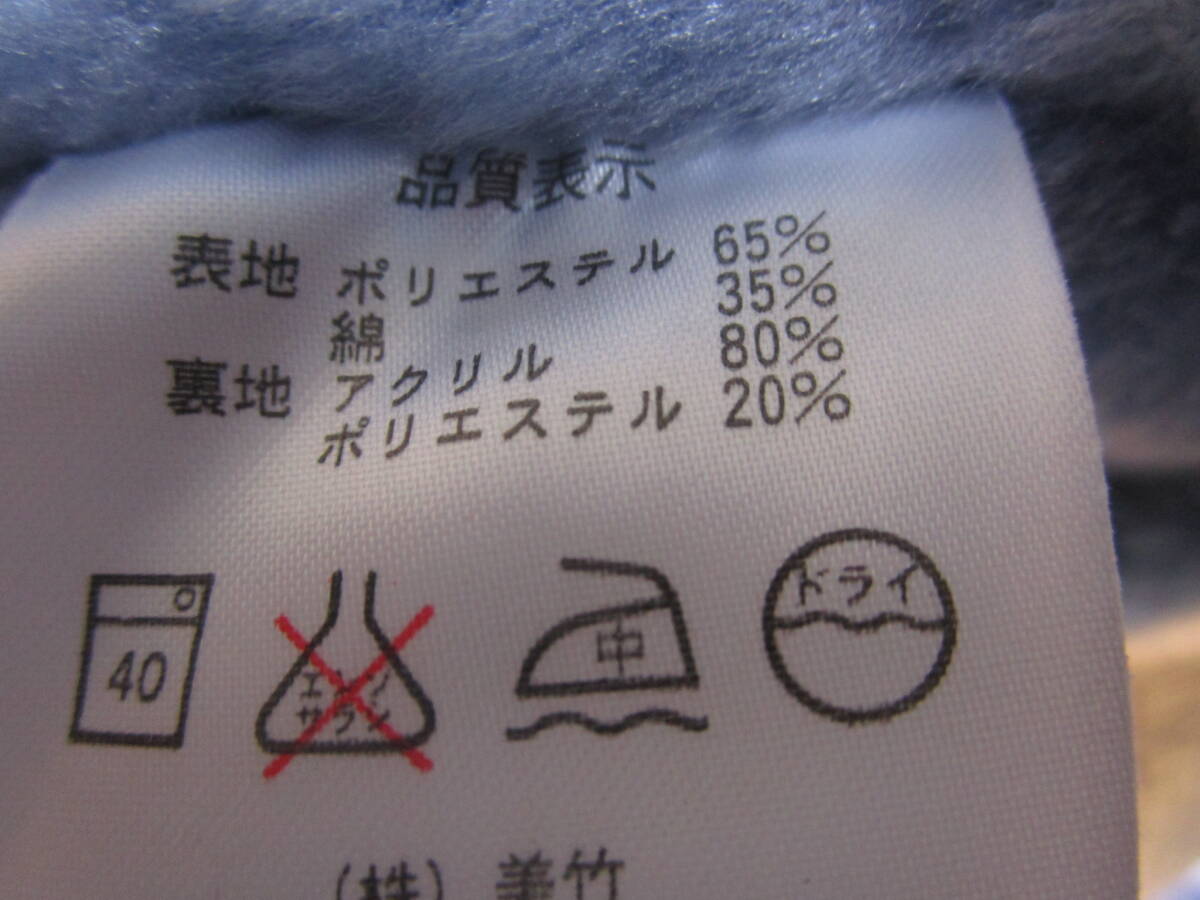 品質表示
表地 ポリエステル 65%
綿 35%
裏地 アクリル 80%
ポリエステル 20%
40
エンソ
サラシ
中
ドライ
(株) 美竹